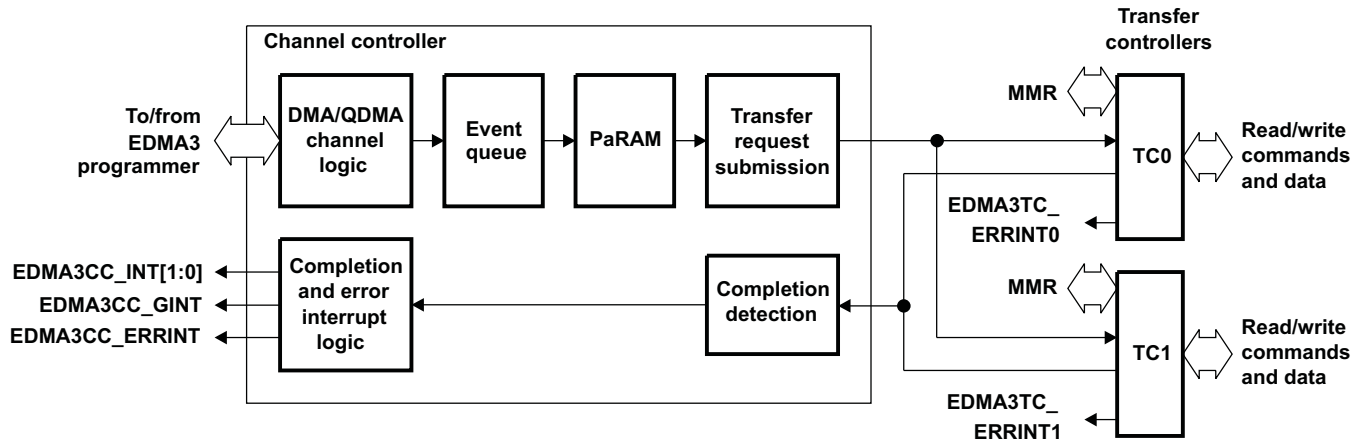 Channel controller
Transfer
controllers
To/from
EDMA3
programmer
DMA/QDMA
channel
logic
Event
queue
PaRAM
Transfer
request
submission
MMR
TC0
Read/write
commands
and data
EDMA3TC_
ERRINT0
EDMA3CC_INT[1:0]
EDMA3CC_GINT
EDMA3CC_ERRINT
Completion
and error
interrupt
logic
Completion
detection
MMR
TC1
Read/write
commands
and data
EDMA3TC_
ERRINT1